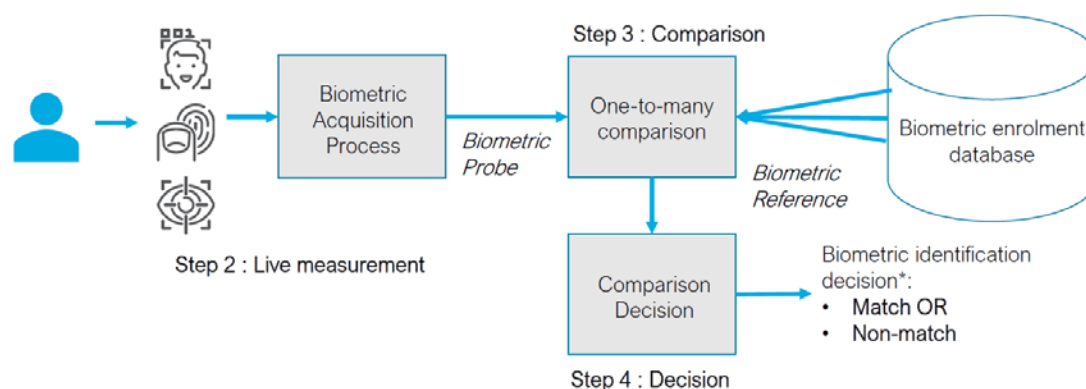 001
Step 3 : Comparison
Biometric
Acquisition
Process
Biometric
Probe
One-to-many
comparison
Biometric enrolment
database
Biometric
Reference
Step 2 : Live measurement
Comparison
Decision
Biometric identification
decision*:
• Match OR
• Non-match
Step 4 : Decision